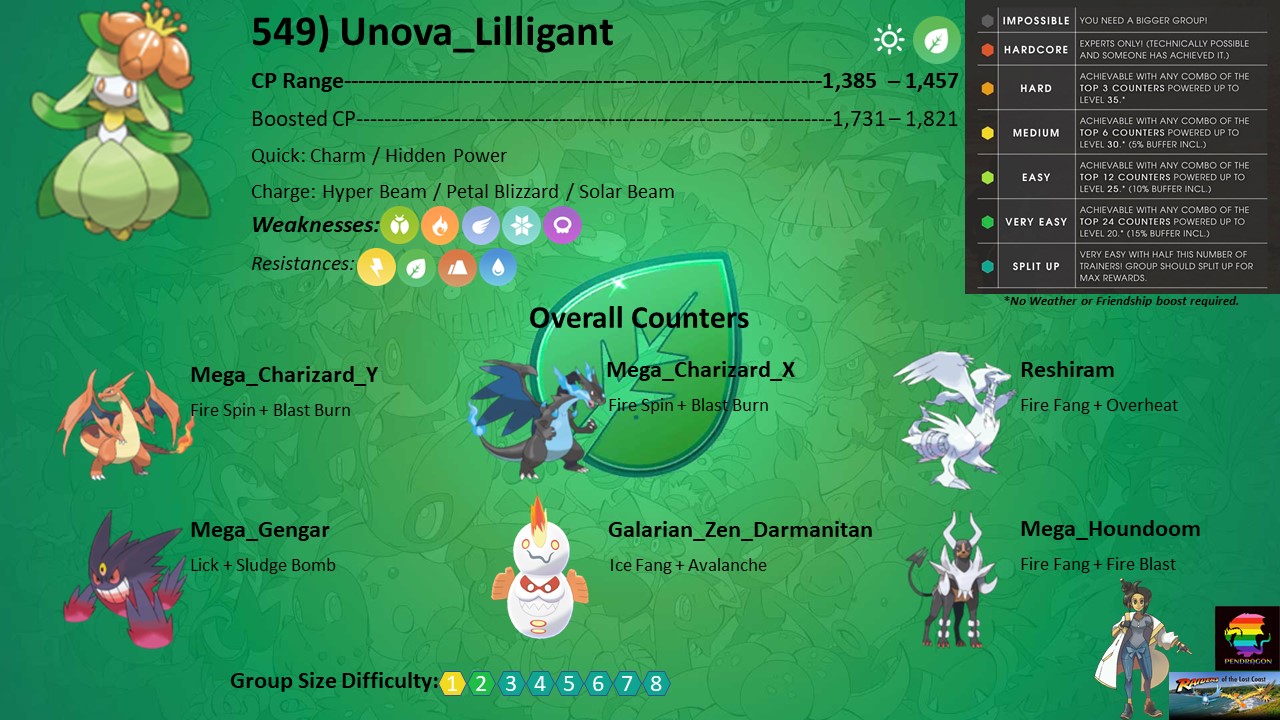 549) Unova_Lilligant
CP Range--------------------------------------------------------------------1,385 – 1,457
Boosted CP--------------------------------------------------------------------1,731 – 1,821
Quick: Charm / Hidden Power
Charge: Hyper Beam / Petal Blizzard / Solar Beam
Weaknesses:
Resistances:
IMPOSSIBLE YOU NEED A BIGGER GROUP!
HARDCORE EXPERTS ONLY! (TECHNICALLY POSSIBLE
AND SOMEONE HAS ACHIEVED IT.)
HARD ACHIEVABLE WITH ANY COMBO OF THE
TOP 3 COUNTERS POWERED UP TO
LEVEL 35.*
MEDIUM ACHIEVABLE WITH ANY COMBO OF THE
TOP 6 COUNTERS POWERED UP TO
LEVEL 30.* (5% BUFFER INCL.)
EASY ACHIEVABLE WITH ANY COMBO OF THE
TOP 12 COUNTERS POWERED UP TO
LEVEL 25.* (10% BUFFER INCL.)
VERY EASY ACHIEVABLE WITH ANY COMBO OF THE
TOP 24 COUNTERS POWERED UP TO
LEVEL 20.* (15% BUFFER INCL.)
SPLIT UP VERY EASY WITH HALF THIS NUMBER OF
TRAINERS! GROUP SHOULD SPLIT UP FOR
MAX REWARDS.
*No Weather or Friendship boost required.
Overall Counters
Mega_Charizard_Y
Fire Spin + Blast Burn
Mega_Charizard_X
Fire Spin + Blast Burn
Reshiram
Fire Fang + Overheat
Mega_Gengar
Lick + Sludge Bomb
Galarian_Zen_Darmanitan
Ice Fang + Avalanche
Mega_Houndoom
Fire Fang + Fire Blast
Group Size Difficulty: 1 2 3 4 5 6 7 8
PENDRAGON
RAIDERS of the Lost Coast